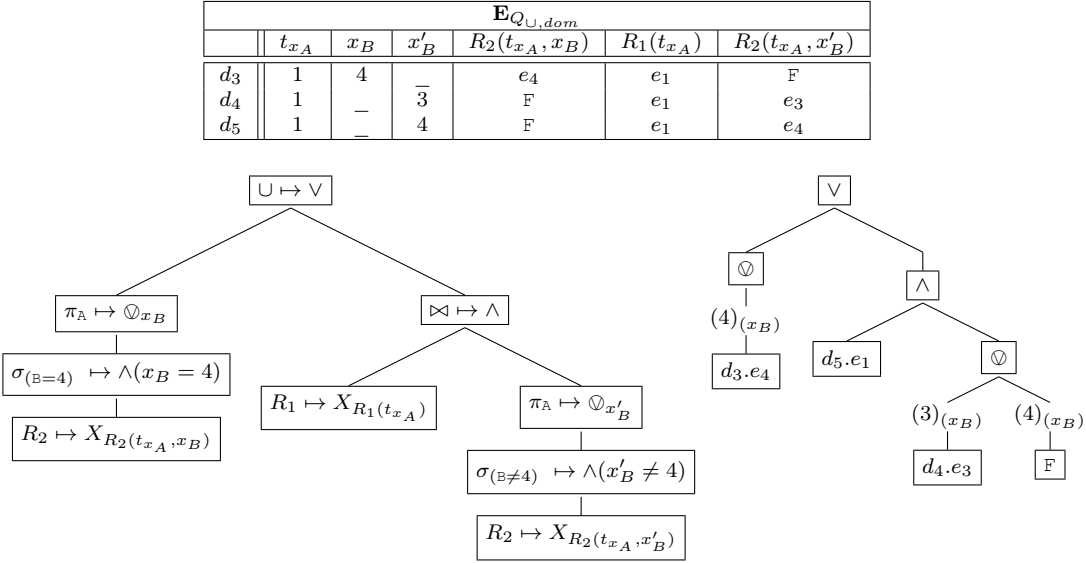 E_{Q_{∪,dom}}
t_{x_A} x_B x'_B R_2(t_{x_A}, x_B) R_1(t_{x_A}) R_2(t_{x_A}, x'_B)
d_3 1 4 _ e_4 e_1 F
d_4 1 _ 3 F e_1 e_3
d_5 1 _ 4 F e_1 e_4
∪ ↦ ∨
π_A ↦ ⊚_{x_B} ⋈ ↦ ∧
σ_{(B=4)} ↦ ∧(x_B = 4)
R_1 ↦ X_{R_1(t_{x_A})} π_A ↦ ⊚_{x'_B}
R_2 ↦ X_{R_2(t_{x_A},x_B)}
σ_{(B≠4)} ↦ ∧(x'_B ≠ 4)
R_2 ↦ X_{R_2(t_{x_A},x'_B)}
∨
Ⓥ ∧
(4)_{(x_B)}
d_3.e_4 d_5.e_1 Ⓥ
(3)_{(x_B)} (4)_{(x_B)}
d_4.e_3 F